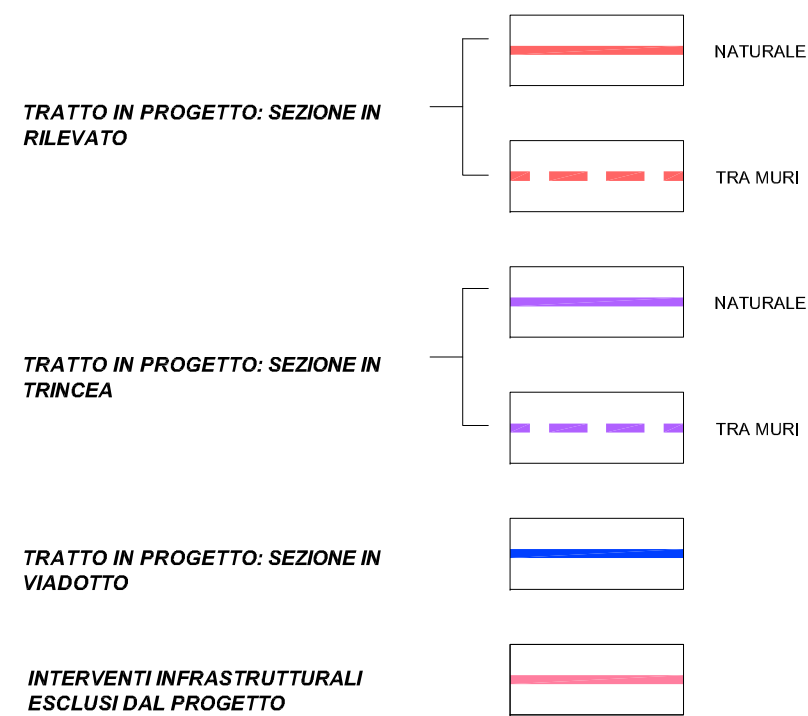 NATURALE
TRATTO IN PROGETTO: SEZIONE IN
RILEVATO
TRA MURI
NATURALE
TRATTO IN PROGETTO: SEZIONE IN
TRINCEA
TRA MURI
TRATTO IN PROGETTO: SEZIONE IN
VIADOTTO
INTERVENTI INFRASTRUTTURALI
ESCLUSI DAL PROGETTO